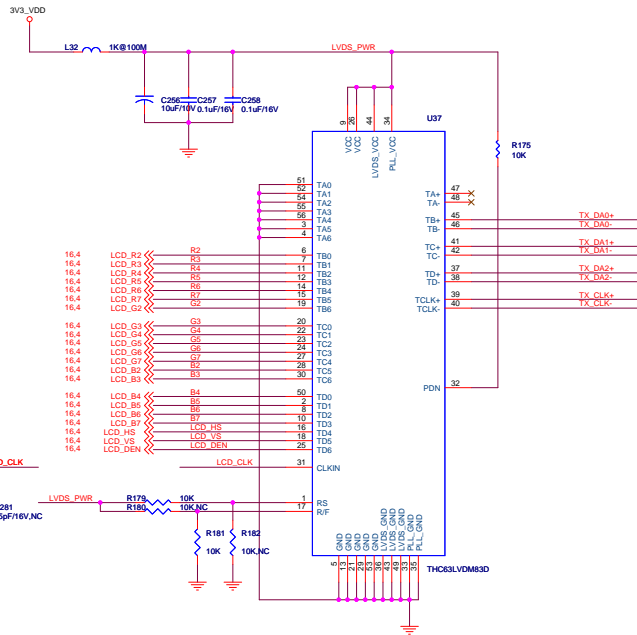 3V3_VDD
L32 1K@100M LVDS_PWR
C256 10uF/10V
C257 0.1uF/16V
C258 0.1uF/16V
U37
R175
10K
9 26 44 34
VCC VCC LVDS_VCC PLL_VCC
51 TA0
52 TA1
54 TA2
55 TA3
56 TA4
3 TA5
4 TA6
TA+ 47
TA- 48
TB+ 45 TX_DA0+
TB- 46 TX_DA0-
TC+ 41 TX_DA1+
TC- 42 TX_DA1-
TD+ 37 TX_DA2+
TD- 38 TX_DA2-
TCLK+ 39 TX_CLK+
TCLK- 40 TX_CLK-
PDN 32
16,4 LCD_R2 R2 6 TB0
16,4 LCD_R3 R3 7 TB1
16,4 LCD_R4 R4 11 TB2
16,4 LCD_R5 R5 12 TB3
16,4 LCD_R6 R6 14 TB4
16,4 LCD_R7 R7 15 TB5
16,4 LCD_G2 G2 19 TB6
16,4 LCD_G3 G3 20 TC0
16,4 LCD_G4 G4 22 TC1
16,4 LCD_G5 G5 23 TC2
16,4 LCD_G6 G6 24 TC3
16,4 LCD_G7 G7 27 TC4
16,4 LCD_B2 B2 28 TC5
16,4 LCD_B3 B3 30 TC6
16,4 LCD_B4 B4 50 TD0
16,4 LCD_B5 B5 2 TD1
16,4 LCD_B6 B6 8 TD2
16,4 LCD_B7 B7 10 TD3
16,4 LCD_HS LCD_HS 16 TD4
16,4 LCD_VS LCD_VS 18 TD5
16,4 LCD_DEN LCD_DEN 25 TD6
D_CLK LCD_CLK 31 CLKIN
LVDS_PWR R179 10K 1 RS
R180 10K,NC 17 R/F
281
5pF/16V,NC
R181
10K
R182
10K,NC
GND GND GND GND GND LVDS_GND LVDS_GND LVDS_GND PLL_GND PLL_GND
5 13 21 29 53 36 43 49 33 35
THC63LVDM83D